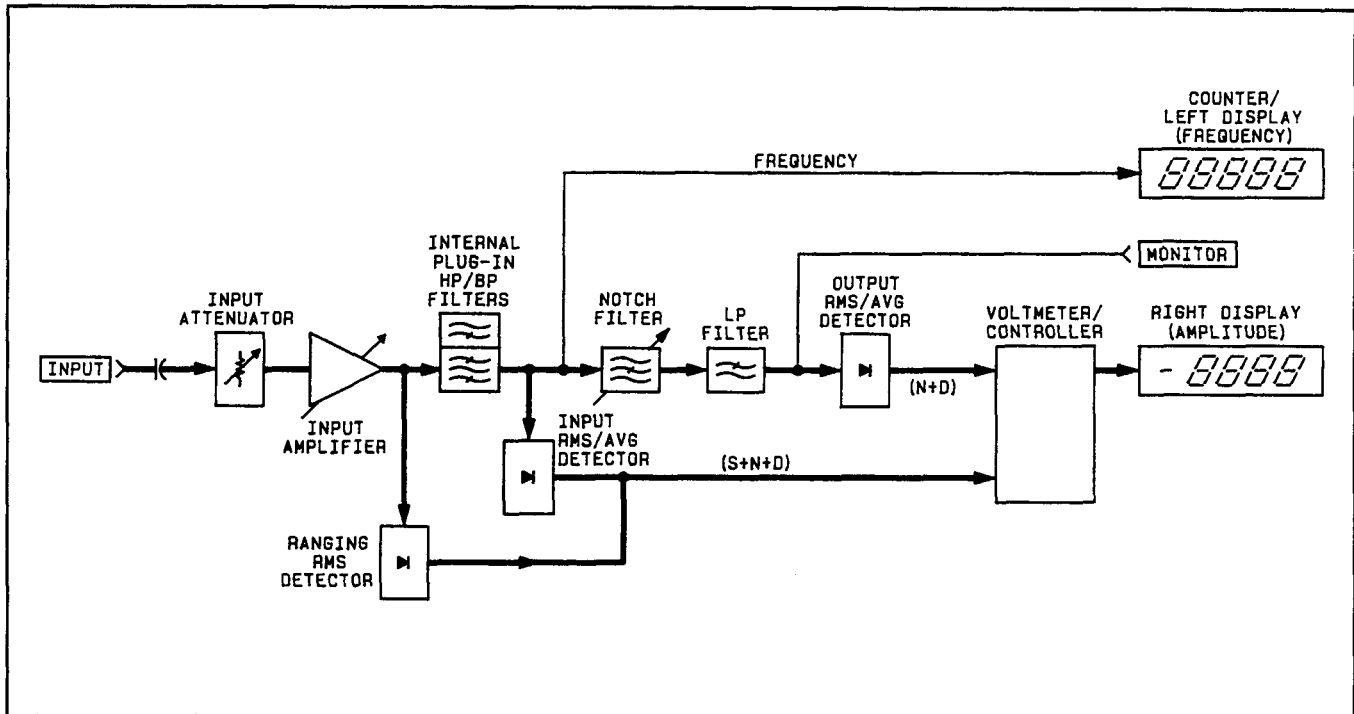 COUNTER/
LEFT DISPLAY
(FREQUENCY)
88888
FREQUENCY
INTERNAL
PLUG-IN
HP/BP
FILTERS
MONITOR
INPUT
ATTENUATOR
NOTCH
FILTER
LP
FILTER
OUTPUT
RMS/AVG
DETECTOR
VOLTMETER/
CONTROLLER
RIGHT DISPLAY
(AMPLITUDE)
INPUT
- 8888
(N+D)
INPUT
AMPLIFIER
INPUT
RMS/AVG
DETECTOR
(S+N+D)
RANGING
RMS
DETECTOR